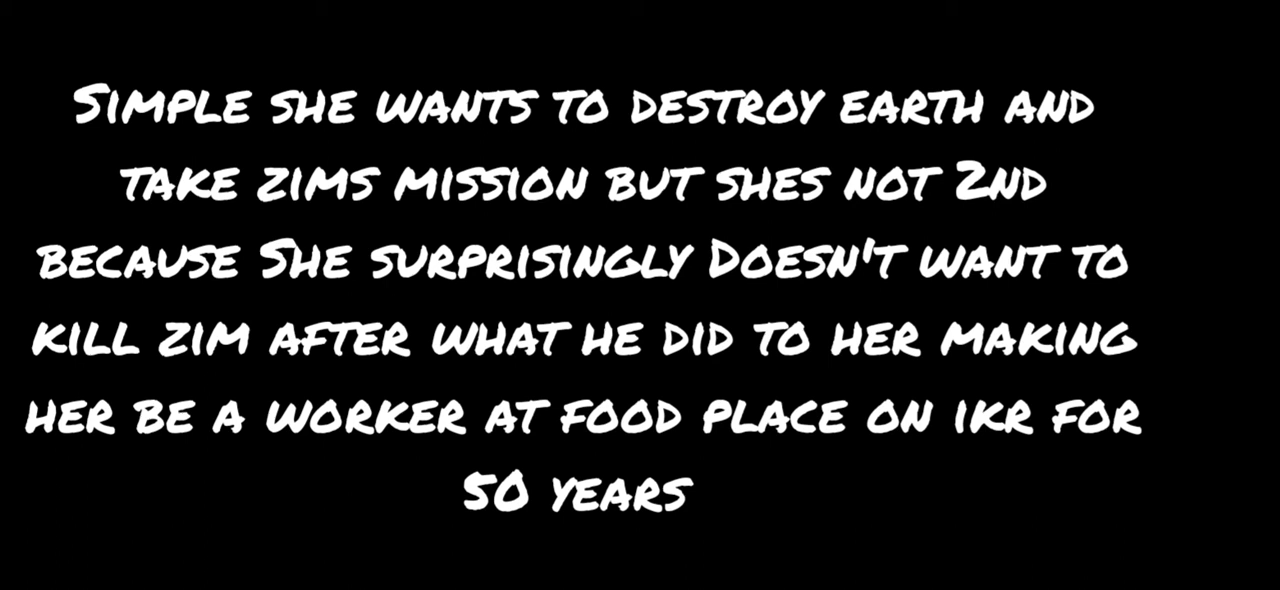 Simple she wants to destroy earth and
take zims mission but shes not 2nd
because She surprisingly Doesn't want to
kill zim after what he did to her making
her be a worker at food place on ikr for
50 years